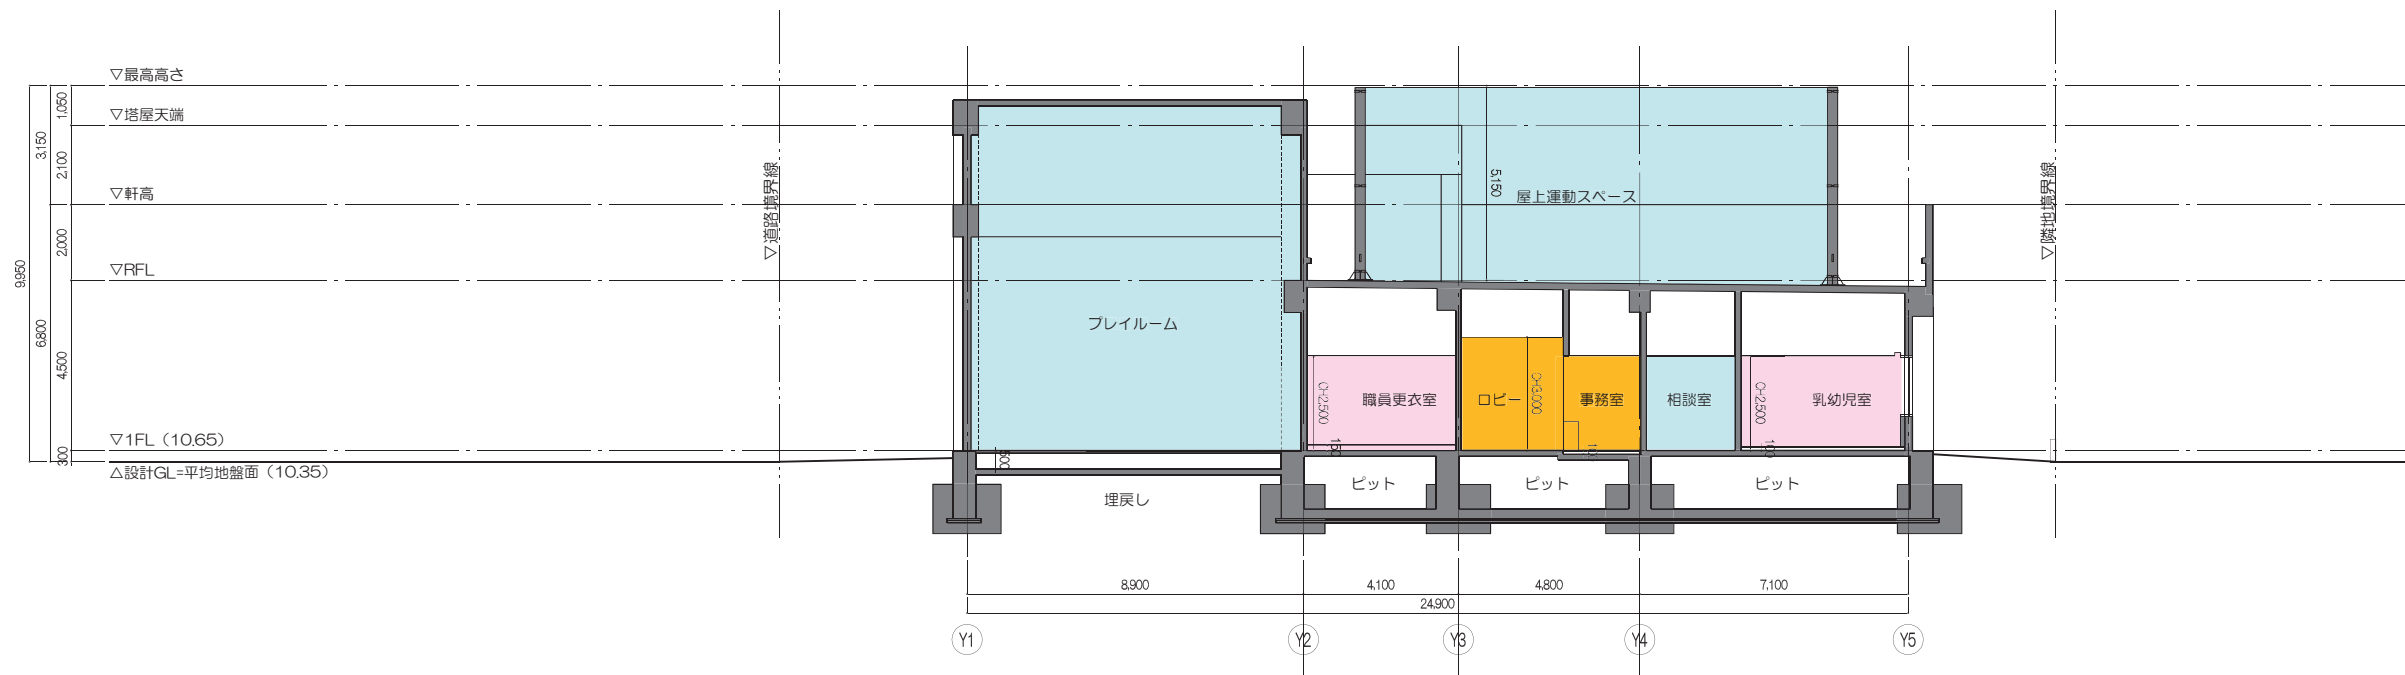 ▽最高高さ
1,050
▽塔屋天端
3,150
2,100
▽道路境界線
▽隣地境界線
5,150
▽軒高
屋上運動スペース
2,000
9,950
▽RFL
6,800
プレイルーム
4,500
CH2,500
職員更衣室
ロビー
CH3,000
事務室
相談室
CH2,500
乳幼児室
▽1FL（10.65）
150
300
500
△設計GL=平均地盤面（10.35）
ピット
ピット
ピット
埋戻し
8,900
4,100
4,800
7,100
24,900
Y1
Y2
Y3
Y4
Y5